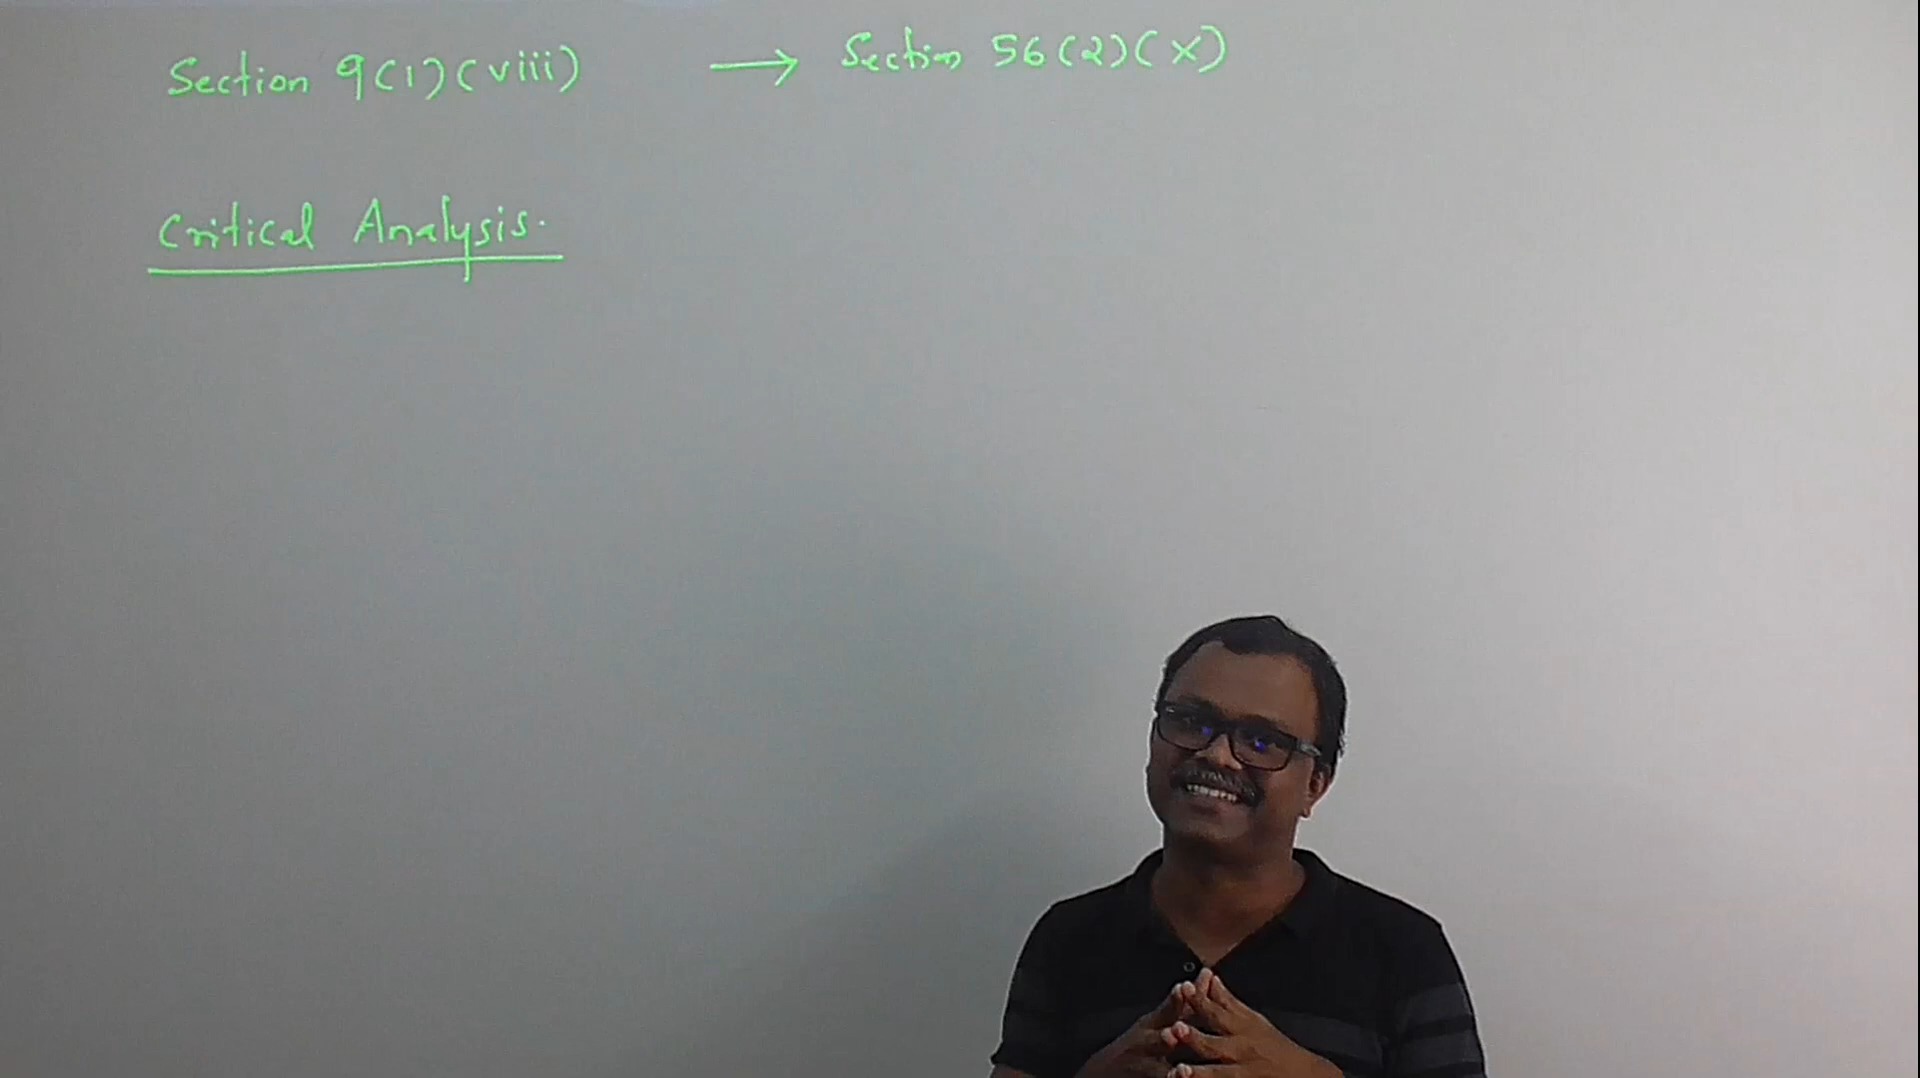 Section 9(1)(viii) → Section 56(2)(x)
Critical Analysis.